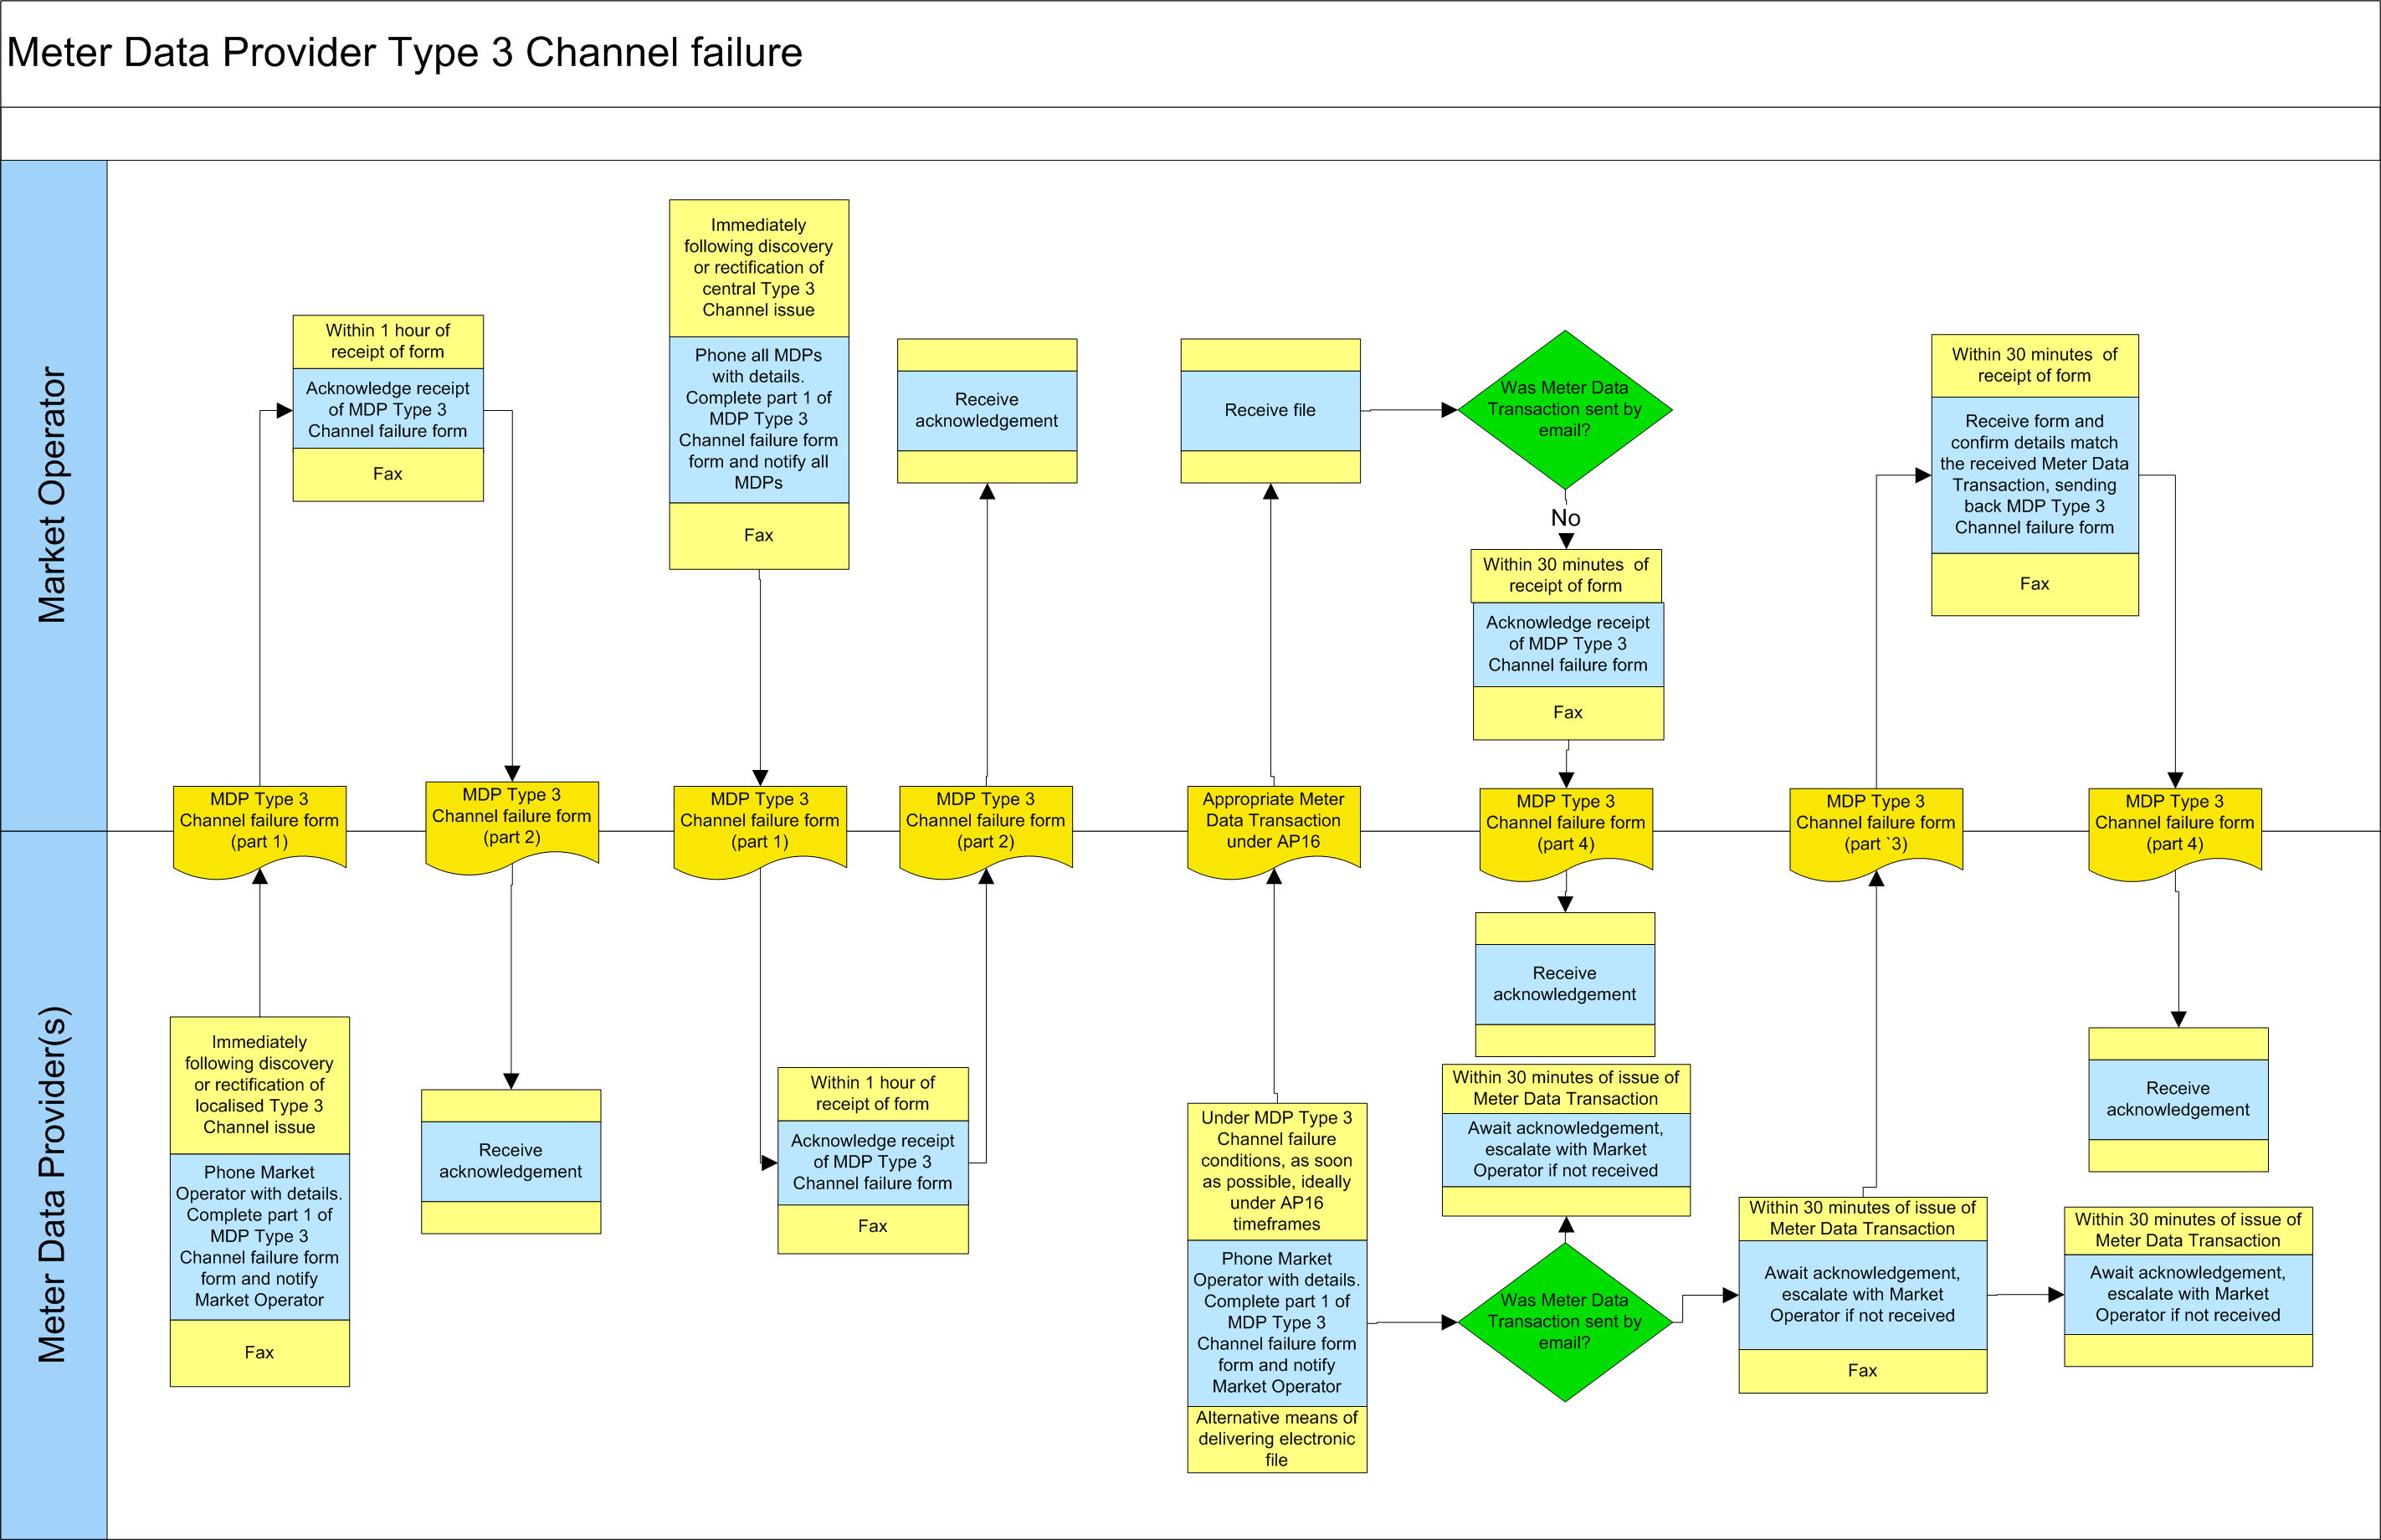 Meter Data Provider Type 3 Channel failure
Market Operator
Within 1 hour of
receipt of form
Acknowledge receipt
of MDP Type 3
Channel failure form
Fax
Immediately
following discovery
or rectification of
central Type 3
Channel issue
Phone all MDPs
with details.
Complete part 1 of
MDP Type 3
Channel failure form
form and notify all
MDPs
Fax
Receive
acknowledgement
Receive file
Was Meter Data
Transaction sent by
email?
No
Within 30 minutes  of
receipt of form
Acknowledge receipt
of MDP Type 3
Channel failure form
Fax
Within 30 minutes  of
receipt of form
Receive form and
confirm details match
the received Meter Data
Transaction, sending
back MDP Type 3
Channel failure form
Fax
MDP Type 3
Channel failure form
(part 1)
MDP Type 3
Channel failure form
(part 2)
MDP Type 3
Channel failure form
(part 1)
MDP Type 3
Channel failure form
(part 2)
Appropriate Meter
Data Transaction
under AP16
MDP Type 3
Channel failure form
(part 4)
MDP Type 3
Channel failure form
(part `3)
MDP Type 3
Channel failure form
(part 4)
Meter Data Provider(s)
Immediately
following discovery
or rectification of
localised Type 3
Channel issue
Phone Market
Operator with details.
Complete part 1 of
MDP Type 3
Channel failure form
form and notify
Market Operator
Fax
Receive
acknowledgement
Within 1 hour of
receipt of form
Acknowledge receipt
of MDP Type 3
Channel failure form
Fax
Under MDP Type 3
Channel failure
conditions, as soon
as possible, ideally
under AP16
timeframes
Phone Market
Operator with details.
Complete part 1 of
MDP Type 3
Channel failure form
form and notify
Market Operator
Alternative means of
delivering electronic
file
Receive
acknowledgement
Within 30 minutes of issue of
Meter Data Transaction
Await acknowledgement,
escalate with Market
Operator if not received
Was Meter Data
Transaction sent by
email?
Within 30 minutes of issue of
Meter Data Transaction
Await acknowledgement,
escalate with Market
Operator if not received
Fax
Receive
acknowledgement
Within 30 minutes of issue of
Meter Data Transaction
Await acknowledgement,
escalate with Market
Operator if not received